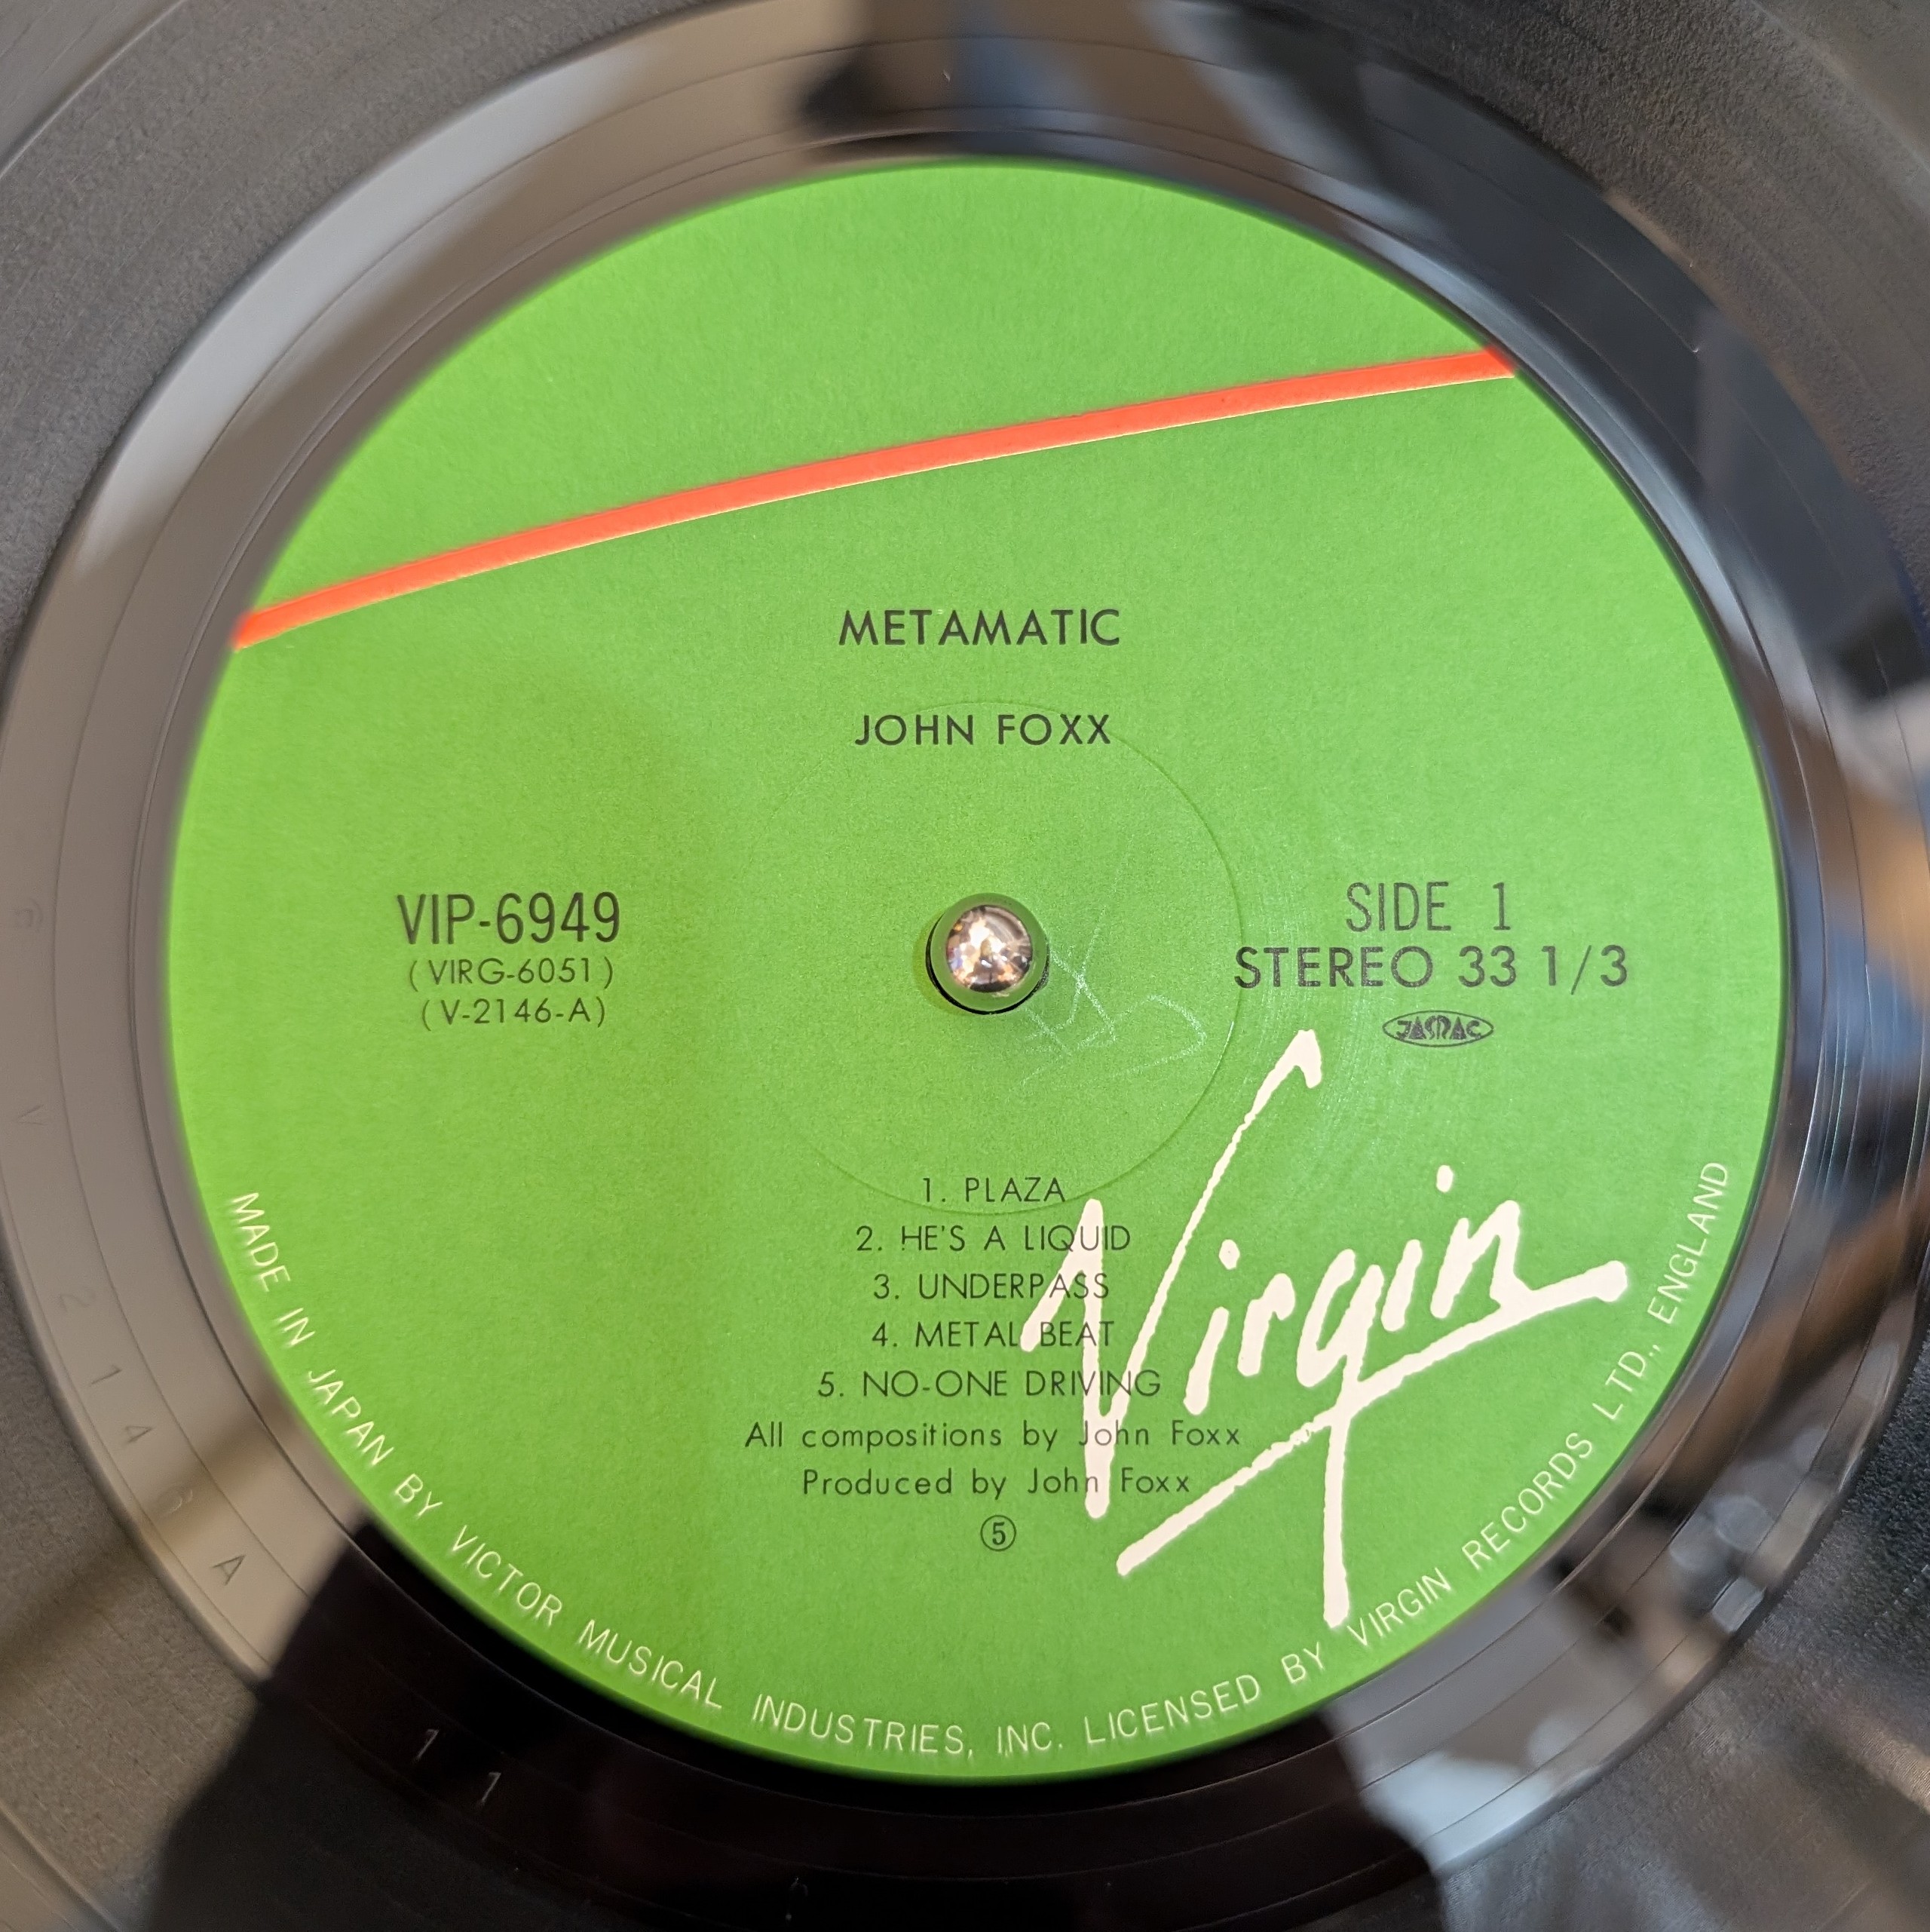 METAMATIC
JOHN FOXX
VIP-6949
(VIRG-6051)
(V-2146-A)
SIDE 1
STEREO 33 1/3
JASRAC
Virgin
1. PLAZA
2. HE'S A LIQUID
3. UNDERPASS
4. METAL BEAT
5. NO-ONE DRIVING
All compositions by John Foxx
Produced by John Foxx
⑤
MADE IN JAPAN BY VICTOR MUSICAL INDUSTRIES, INC. LICENSED BY VIRGIN RECORDS LTD., ENGLAND
1 1